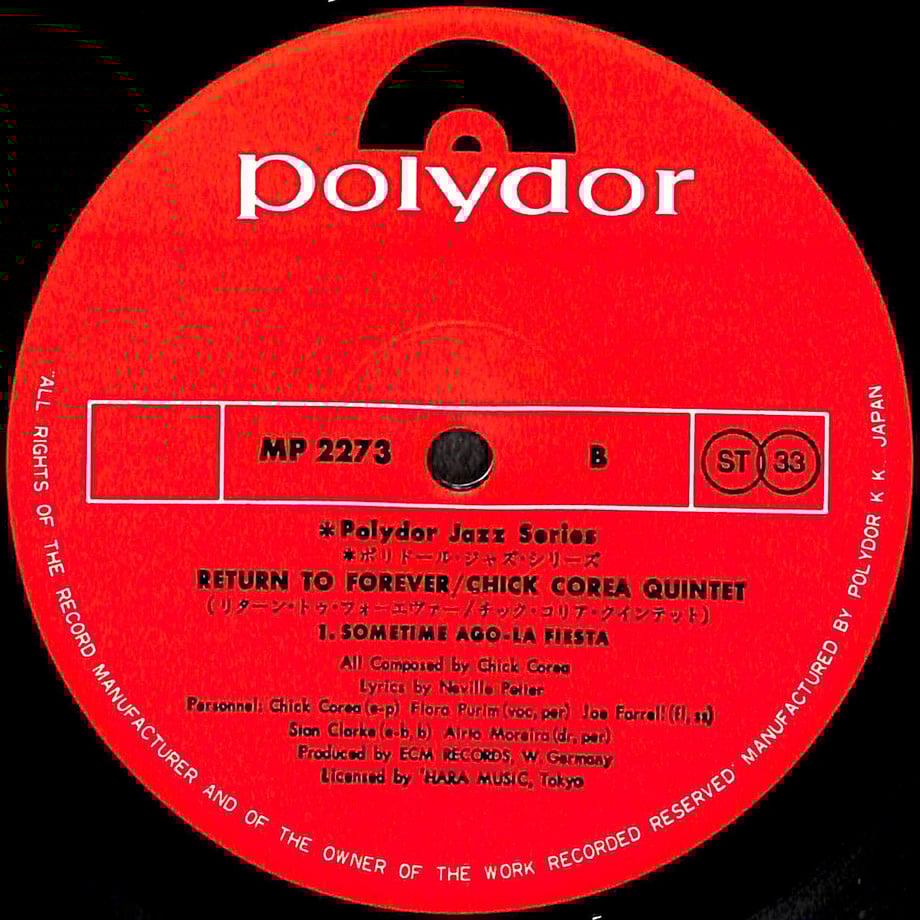 polydor
MP 2273
B
ST 33
*Polydor Jazz Series
*ポリドール・ジャズ・シリーズ
RETURN TO FOREVER/CHICK COREA QUINTET
(リターン・トゥ・フォーエヴァー/チック・コリア・クインテット)
1. SOMETIME AGO-LA FIESTA
All Composed by Chick Corea
Lyrics by Neville Potter
Personnel: Chick Corea (e-p) Flora Purim (voc, per) Joe Farrell (fl, ss)
Stan Clarke (e-b, b) Airto Moreira (dr, per)
Produced by ECM RECORDS, W. Germany
Licensed by 'HARA MUSIC, Tokyo
"ALL RIGHTS OF THE RECORD MANUFACTURER AND OF THE OWNER OF THE WORK RECORDED RESERVED" MANUFACTURED BY POLYDOR K K JAPAN